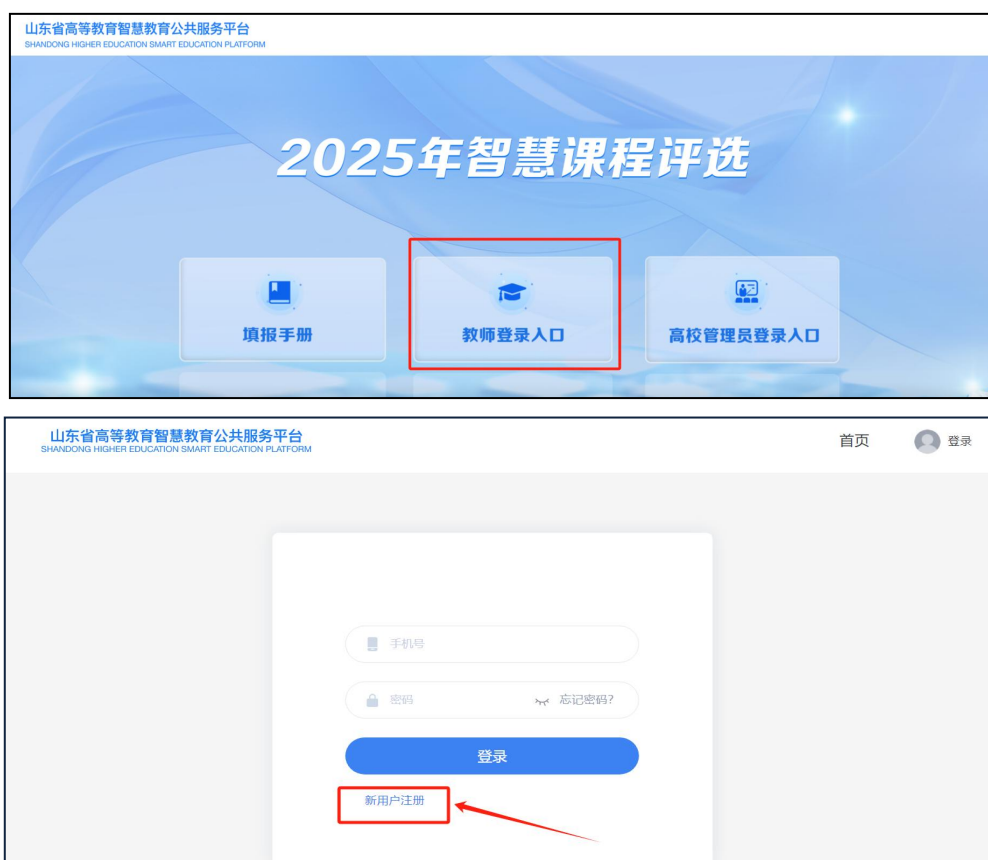 山东省高等教育智慧教育公共服务平台
SHANDONG HIGHER EDUCATION SMART EDUCATION PLATFORM
2025年智慧课程评选
填报手册
教师登录入口
高校管理员登录入口
山东省高等教育智慧教育公共服务平台
SHANDONG HIGHER EDUCATION SMART EDUCATION PLATFORM
首页
登录
手机号
密码
忘记密码?
登录
新用户注册